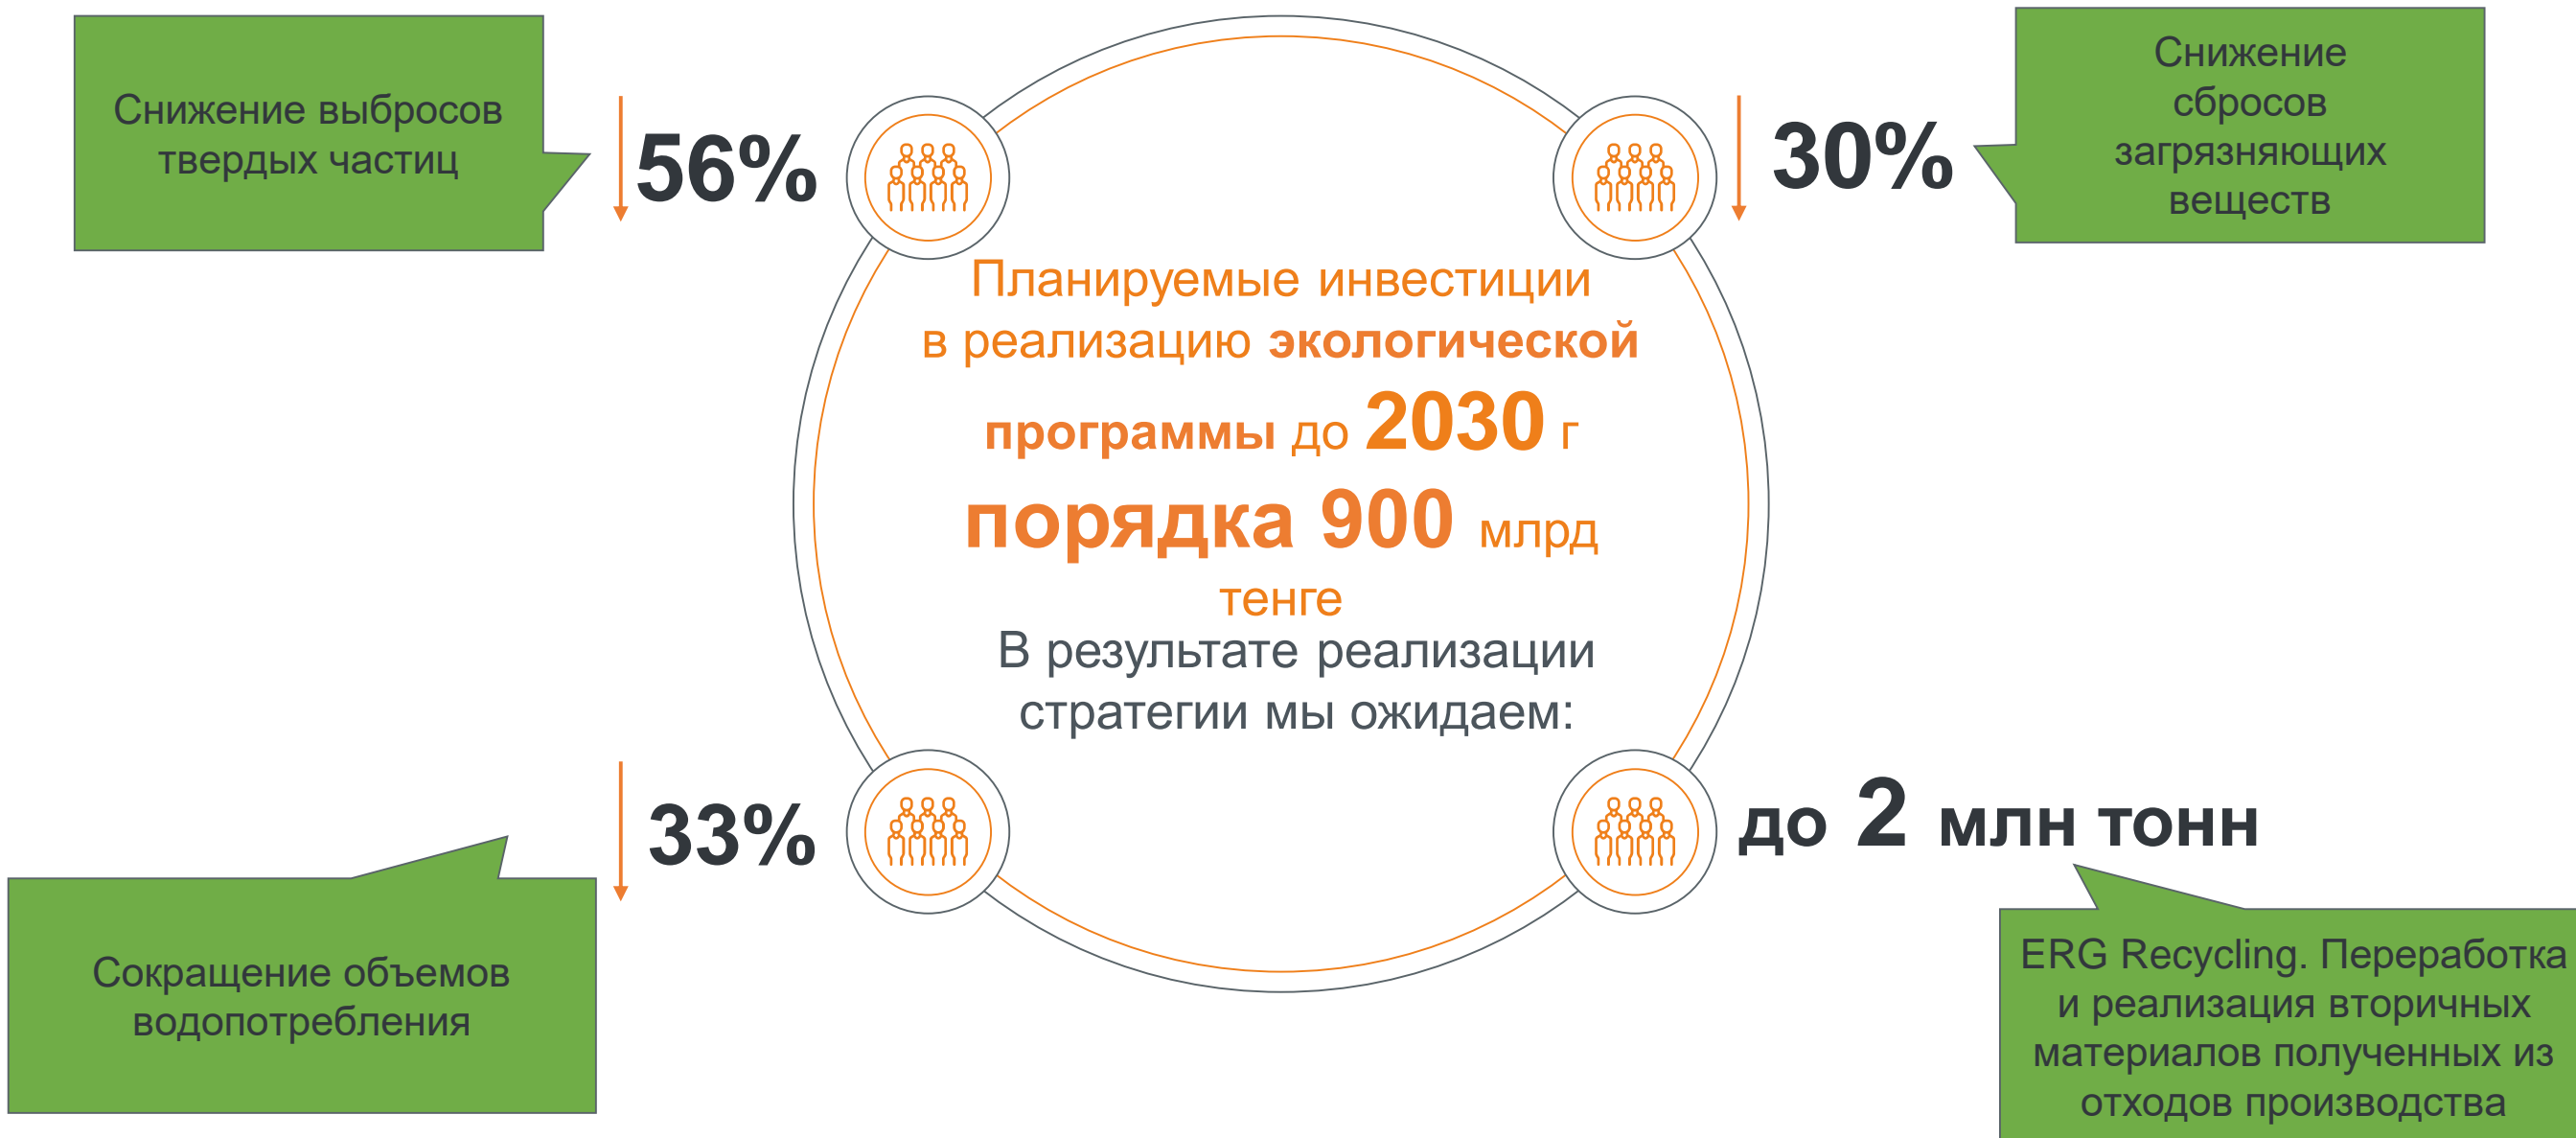 Снижение выбросов
твердых частиц
56%
30%
Снижение
сбросов
загрязняющих
веществ
Планируемые инвестиции
в реализацию экологической
программы до 2030 г
порядка 900 млрд
тенге
В результате реализации
стратегии мы ожидаем:
33%
Сокращение объемов
водопотребления
до 2 млн тонн
ERG Recycling. Переработка
и реализация вторичных
материалов полученных из
отходов производства